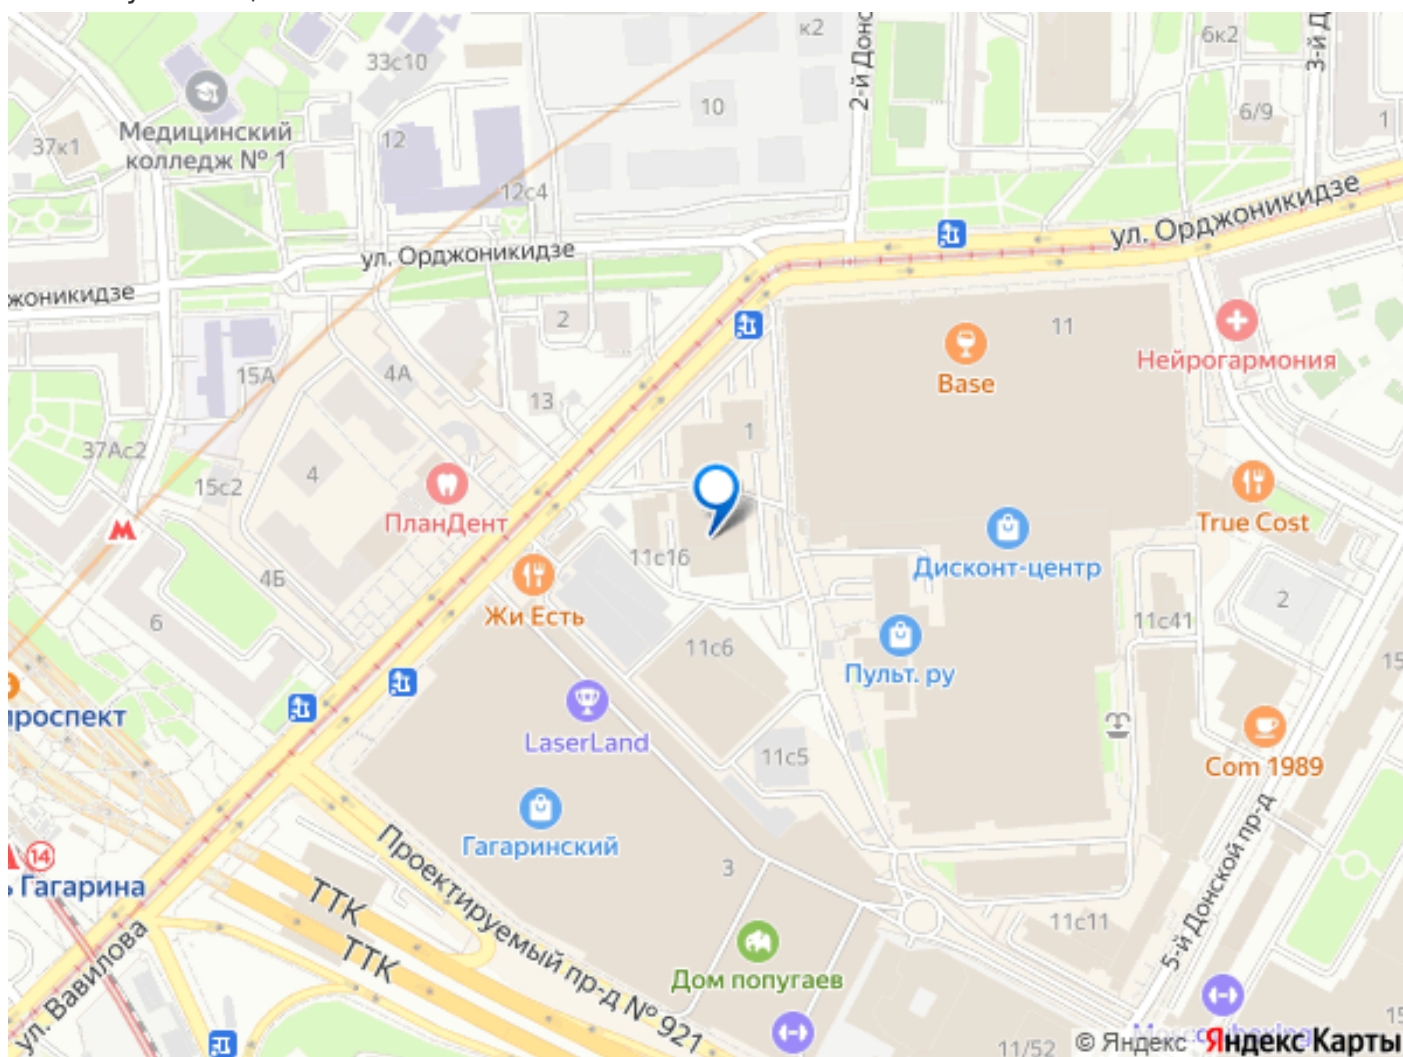 к2
33с10
2-й Донс
3-й Д
6к2
10
6/9
1
Медицинский
колледж № 1
37к1
12
12с4
ул. Орджоникидзе
ул. Орджоникидзе
жоникидзе
2
11
Base
Нейрогармония
15А
4А
13
1
37Ас2
4
15с2
ПланДент
True Cost
Дисконт-центр
11с16
4Б
Жи Есть
6
11с6
11с41
2
Пульт. ру
15
проспект
LaserLand
11с5
Com 1989
Гагаринский
Проектируемый пр-д № 921
3
14
Гагарина
ТТК
ТТК
5-й Донской пр-д
11с11
ул. Вавилова
Дом попугаев
11/52
© Яндекс
Яндекс Карты